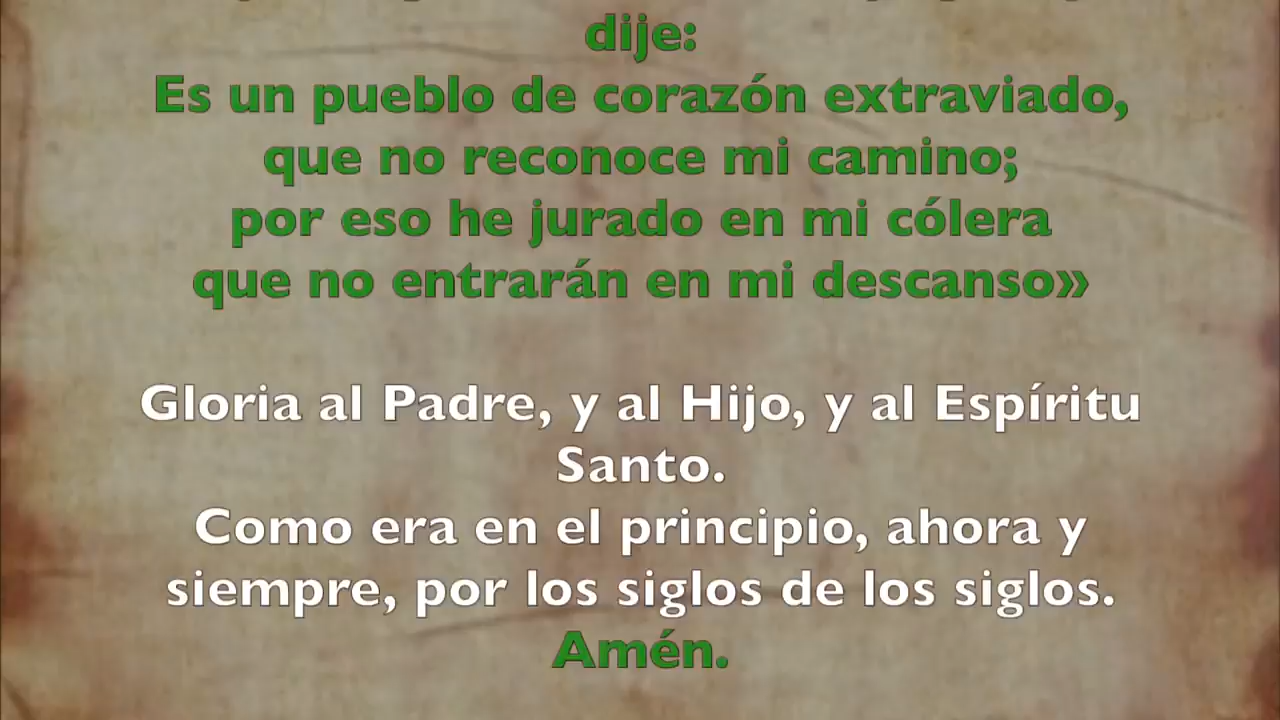 dije:
Es un pueblo de corazón extraviado,
que no reconoce mi camino;
por eso he jurado en mi cólera
que no entrarán en mi descanso»
Gloria al Padre, y al Hijo, y al Espíritu
Santo.
Como era en el principio, ahora y
siempre, por los siglos de los siglos.
Amén.